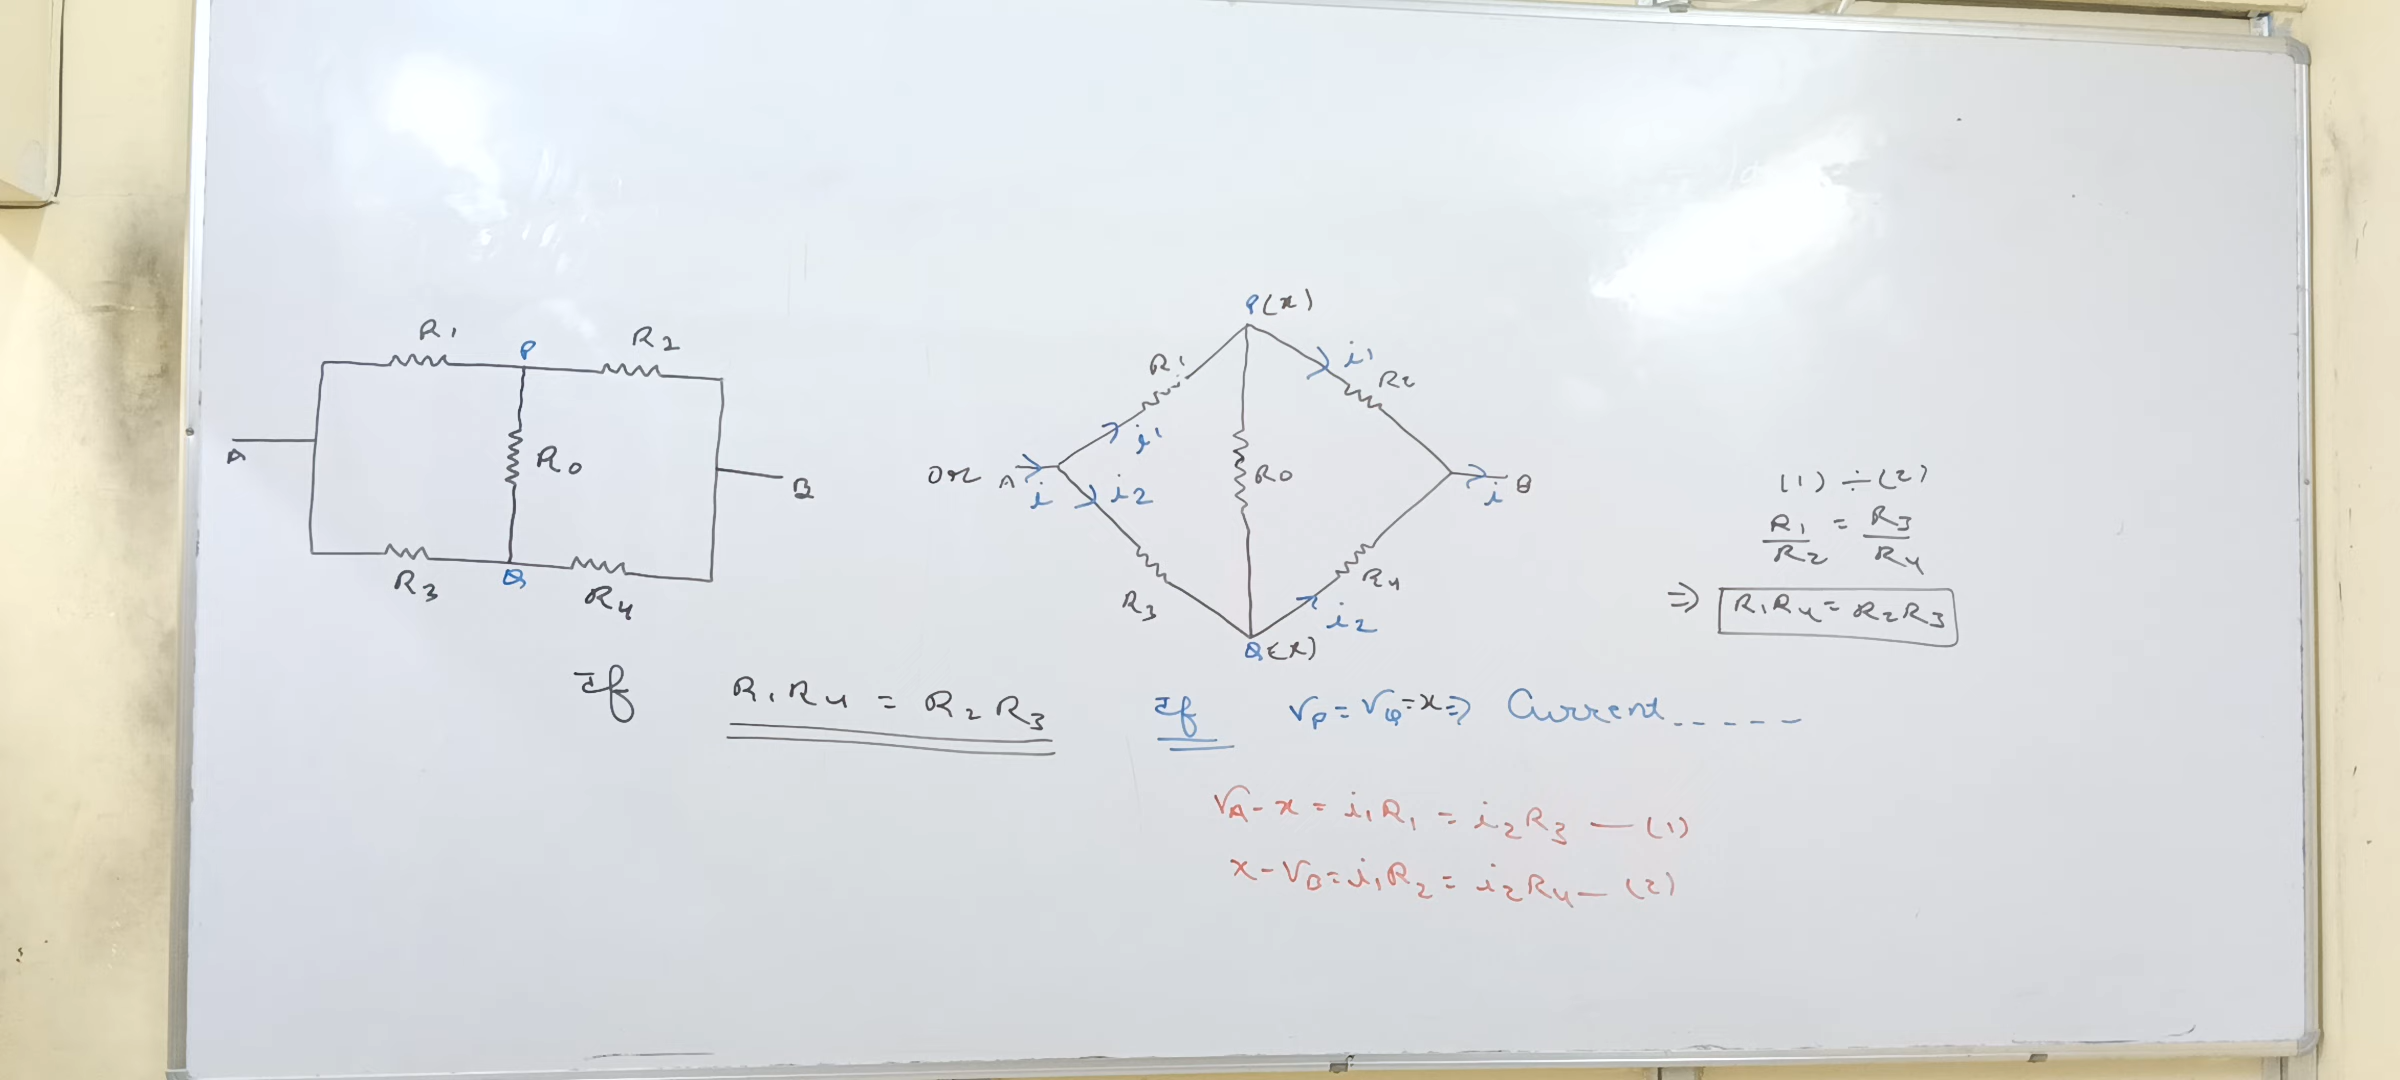 R1
P
R2
A
R0
B
R3
Q
R4
If R1R4 = R2R3
or
P(x)
R1
i1
R2
i1
A
i
i2
R0
i
B
R3
R4
i2
Q(x)
If VP = VQ = x ⇒ Current-----
VA - x = i1R1 = i2R3 — (1)
x - VB = i1R2 = i2R4 — (2)
(1) ÷ (2)
R1/R2 = R3/R4
⇒ R1R4 = R2R3